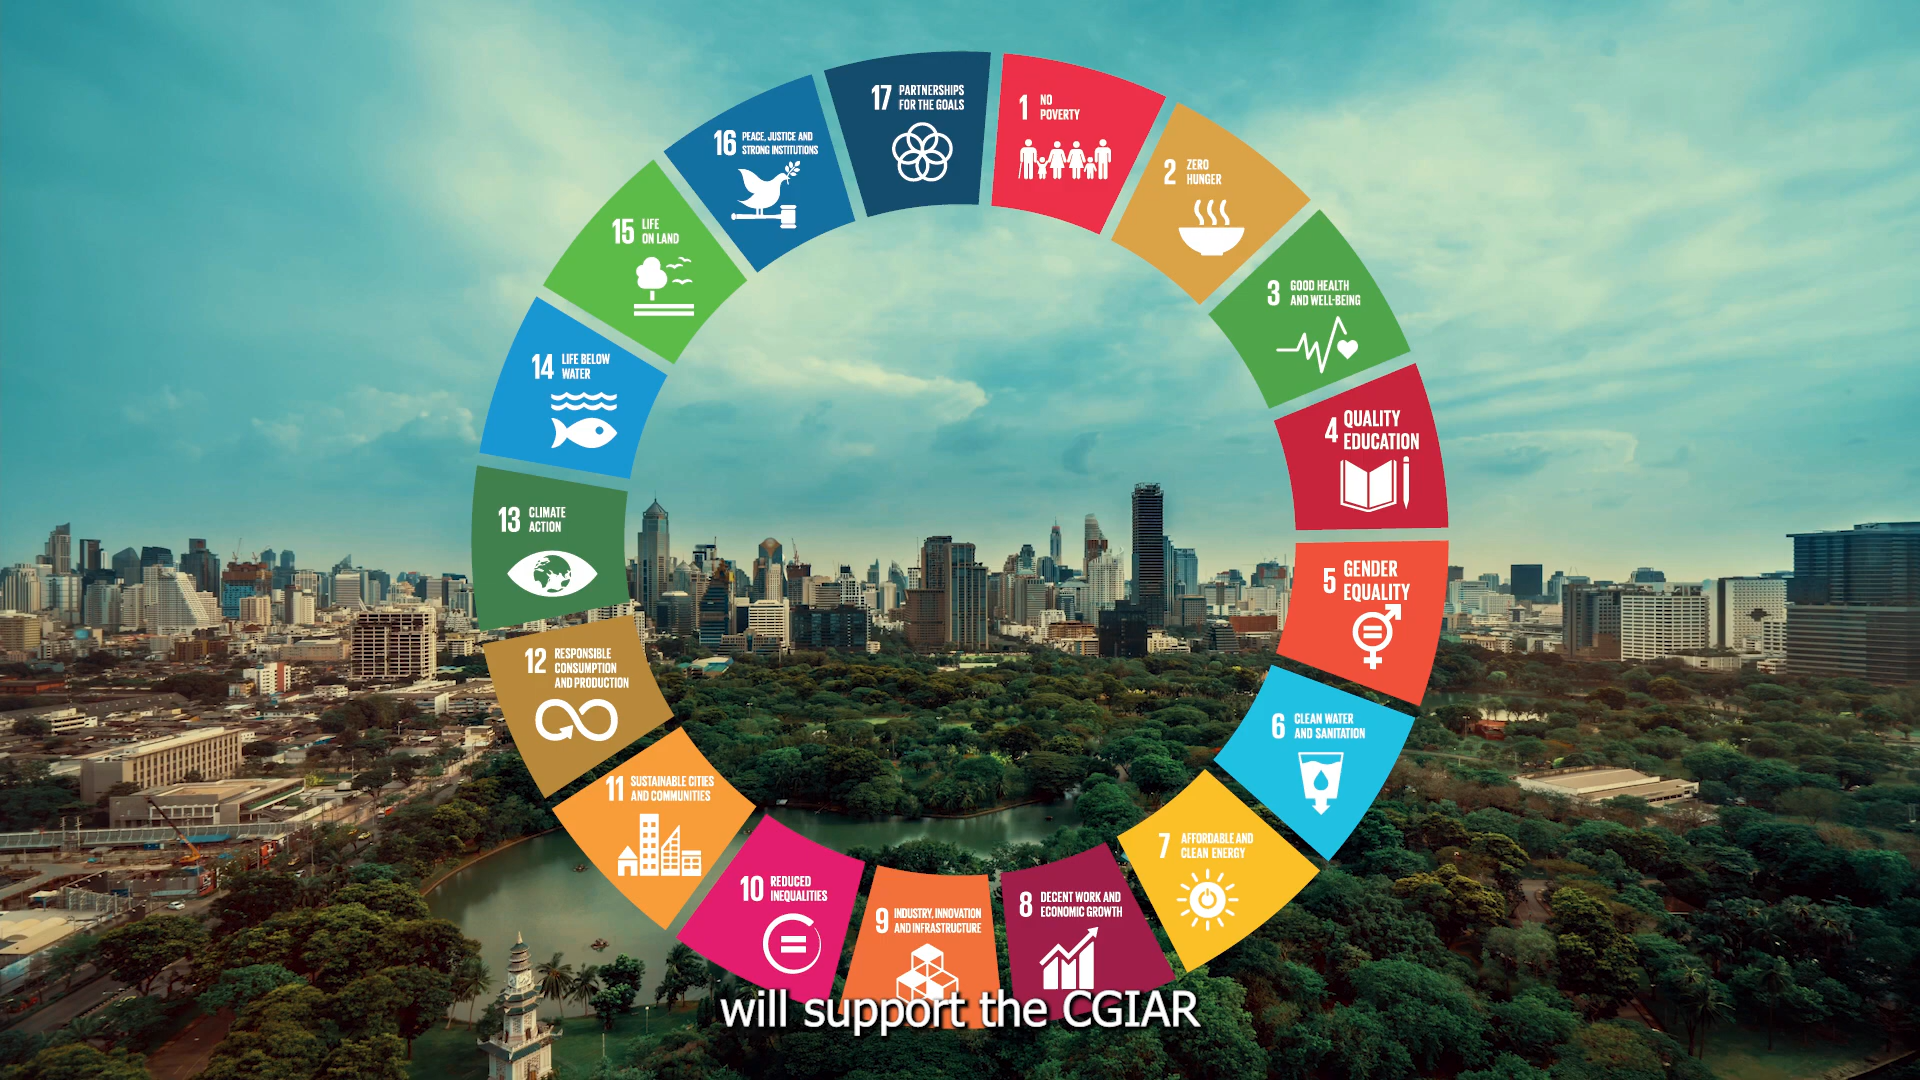 1 NO
POVERTY
2 ZERO
HUNGER
3 GOOD HEALTH
AND WELL-BEING
4 QUALITY
EDUCATION
5 GENDER
EQUALITY
6 CLEAN WATER
AND SANITATION
7 AFFORDABLE AND
CLEAN ENERGY
8 DECENT WORK AND
ECONOMIC GROWTH
9 INDUSTRY, INNOVATION
AND INFRASTRUCTURE
10 REDUCED
INEQUALITIES
11 SUSTAINABLE CITIES
AND COMMUNITIES
12 RESPONSIBLE
CONSUMPTION
AND PRODUCTION
13 CLIMATE
ACTION
14 LIFE BELOW
WATER
15 LIFE
ON LAND
16 PEACE, JUSTICE AND
STRONG INSTITUTIONS
17 PARTNERSHIPS
FOR THE GOALS
will support the CGIAR